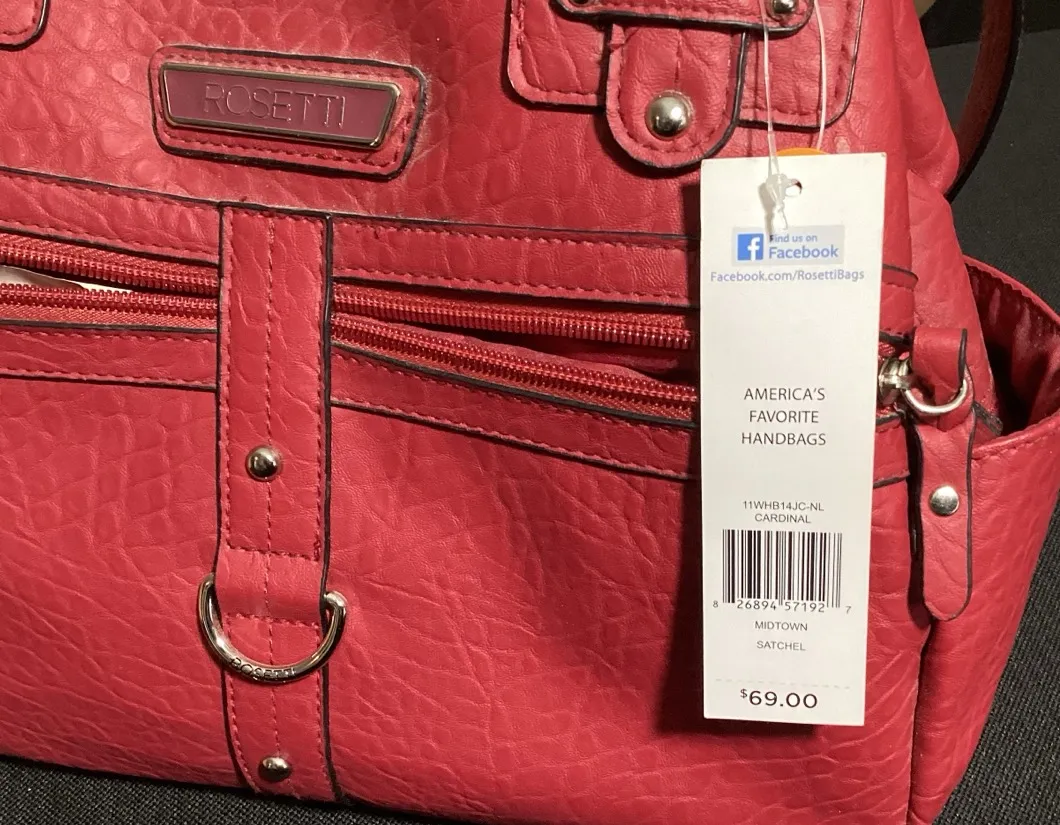 ROSETTI
Find us on
Facebook
Facebook.com/RosettiBags
AMERICA'S
FAVORITE
HANDBAGS
11WHB14JC-NL
CARDINAL
8 26894 57192 7
MIDTOWN
SATCHEL
$69.00
ROSETTI